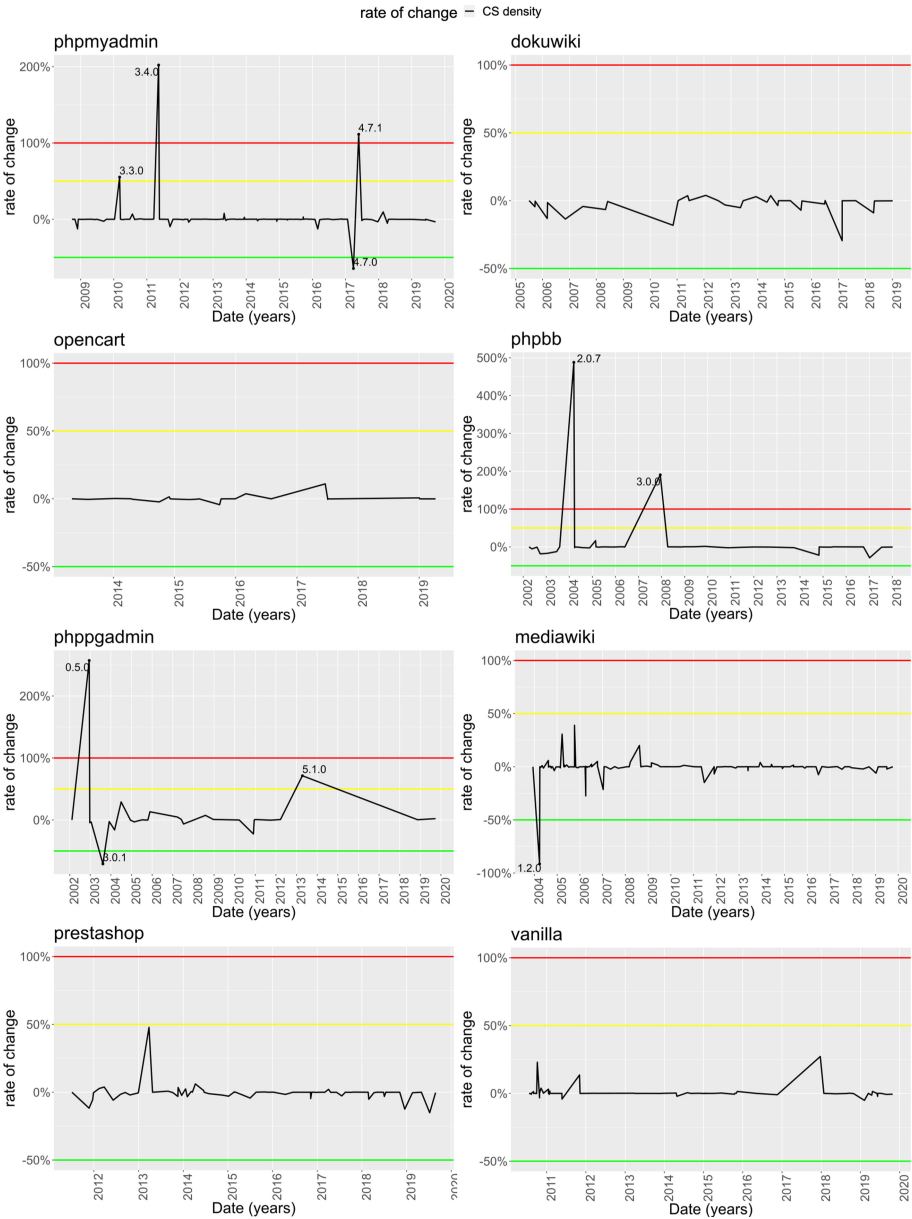 rate of change CS density
phpmyadmin
rate of change
200%
100%
0%
3.4.0
3.3.0
4.7.1
4.7.0
2009 2010 2011 2012 2013 2014 2015 2016 2017 2018 2019 2020
Date (years)
dokuwiki
rate of change
100%
50%
0%
-50%
2005 2006 2007 2008 2009 2010 2011 2012 2013 2014 2015 2016 2017 2018 2019
Date (years)
opencart
rate of change
100%
50%
0%
-50%
2014 2015 2016 2017 2018 2019
Date (years)
phpbb
rate of change
500%
400%
300%
200%
100%
0%
2.0.7
3.0.0
2002 2003 2004 2005 2006 2007 2008 2009 2010 2011 2012 2013 2014 2015 2016 2017 2018
Date (years)
phppgadmin
rate of change
200%
100%
0%
0.5.0
5.1.0
3.0.1
2002 2003 2004 2005 2006 2007 2008 2009 2010 2011 2012 2013 2014 2015 2016 2017 2018 2019 2020
Date (years)
mediawiki
rate of change
100%
50%
0%
-50%
-100%
1.2.0
2004 2005 2006 2007 2008 2009 2010 2011 2012 2013 2014 2015 2016 2017 2018 2019 2020
Date (years)
prestashop
rate of change
100%
50%
0%
-50%
2012 2013 2014 2015 2016 2017 2018 2019 2020
Date (years)
vanilla
rate of change
100%
50%
0%
-50%
2011 2012 2013 2014 2015 2016 2017 2018 2019 2020
Date (years)